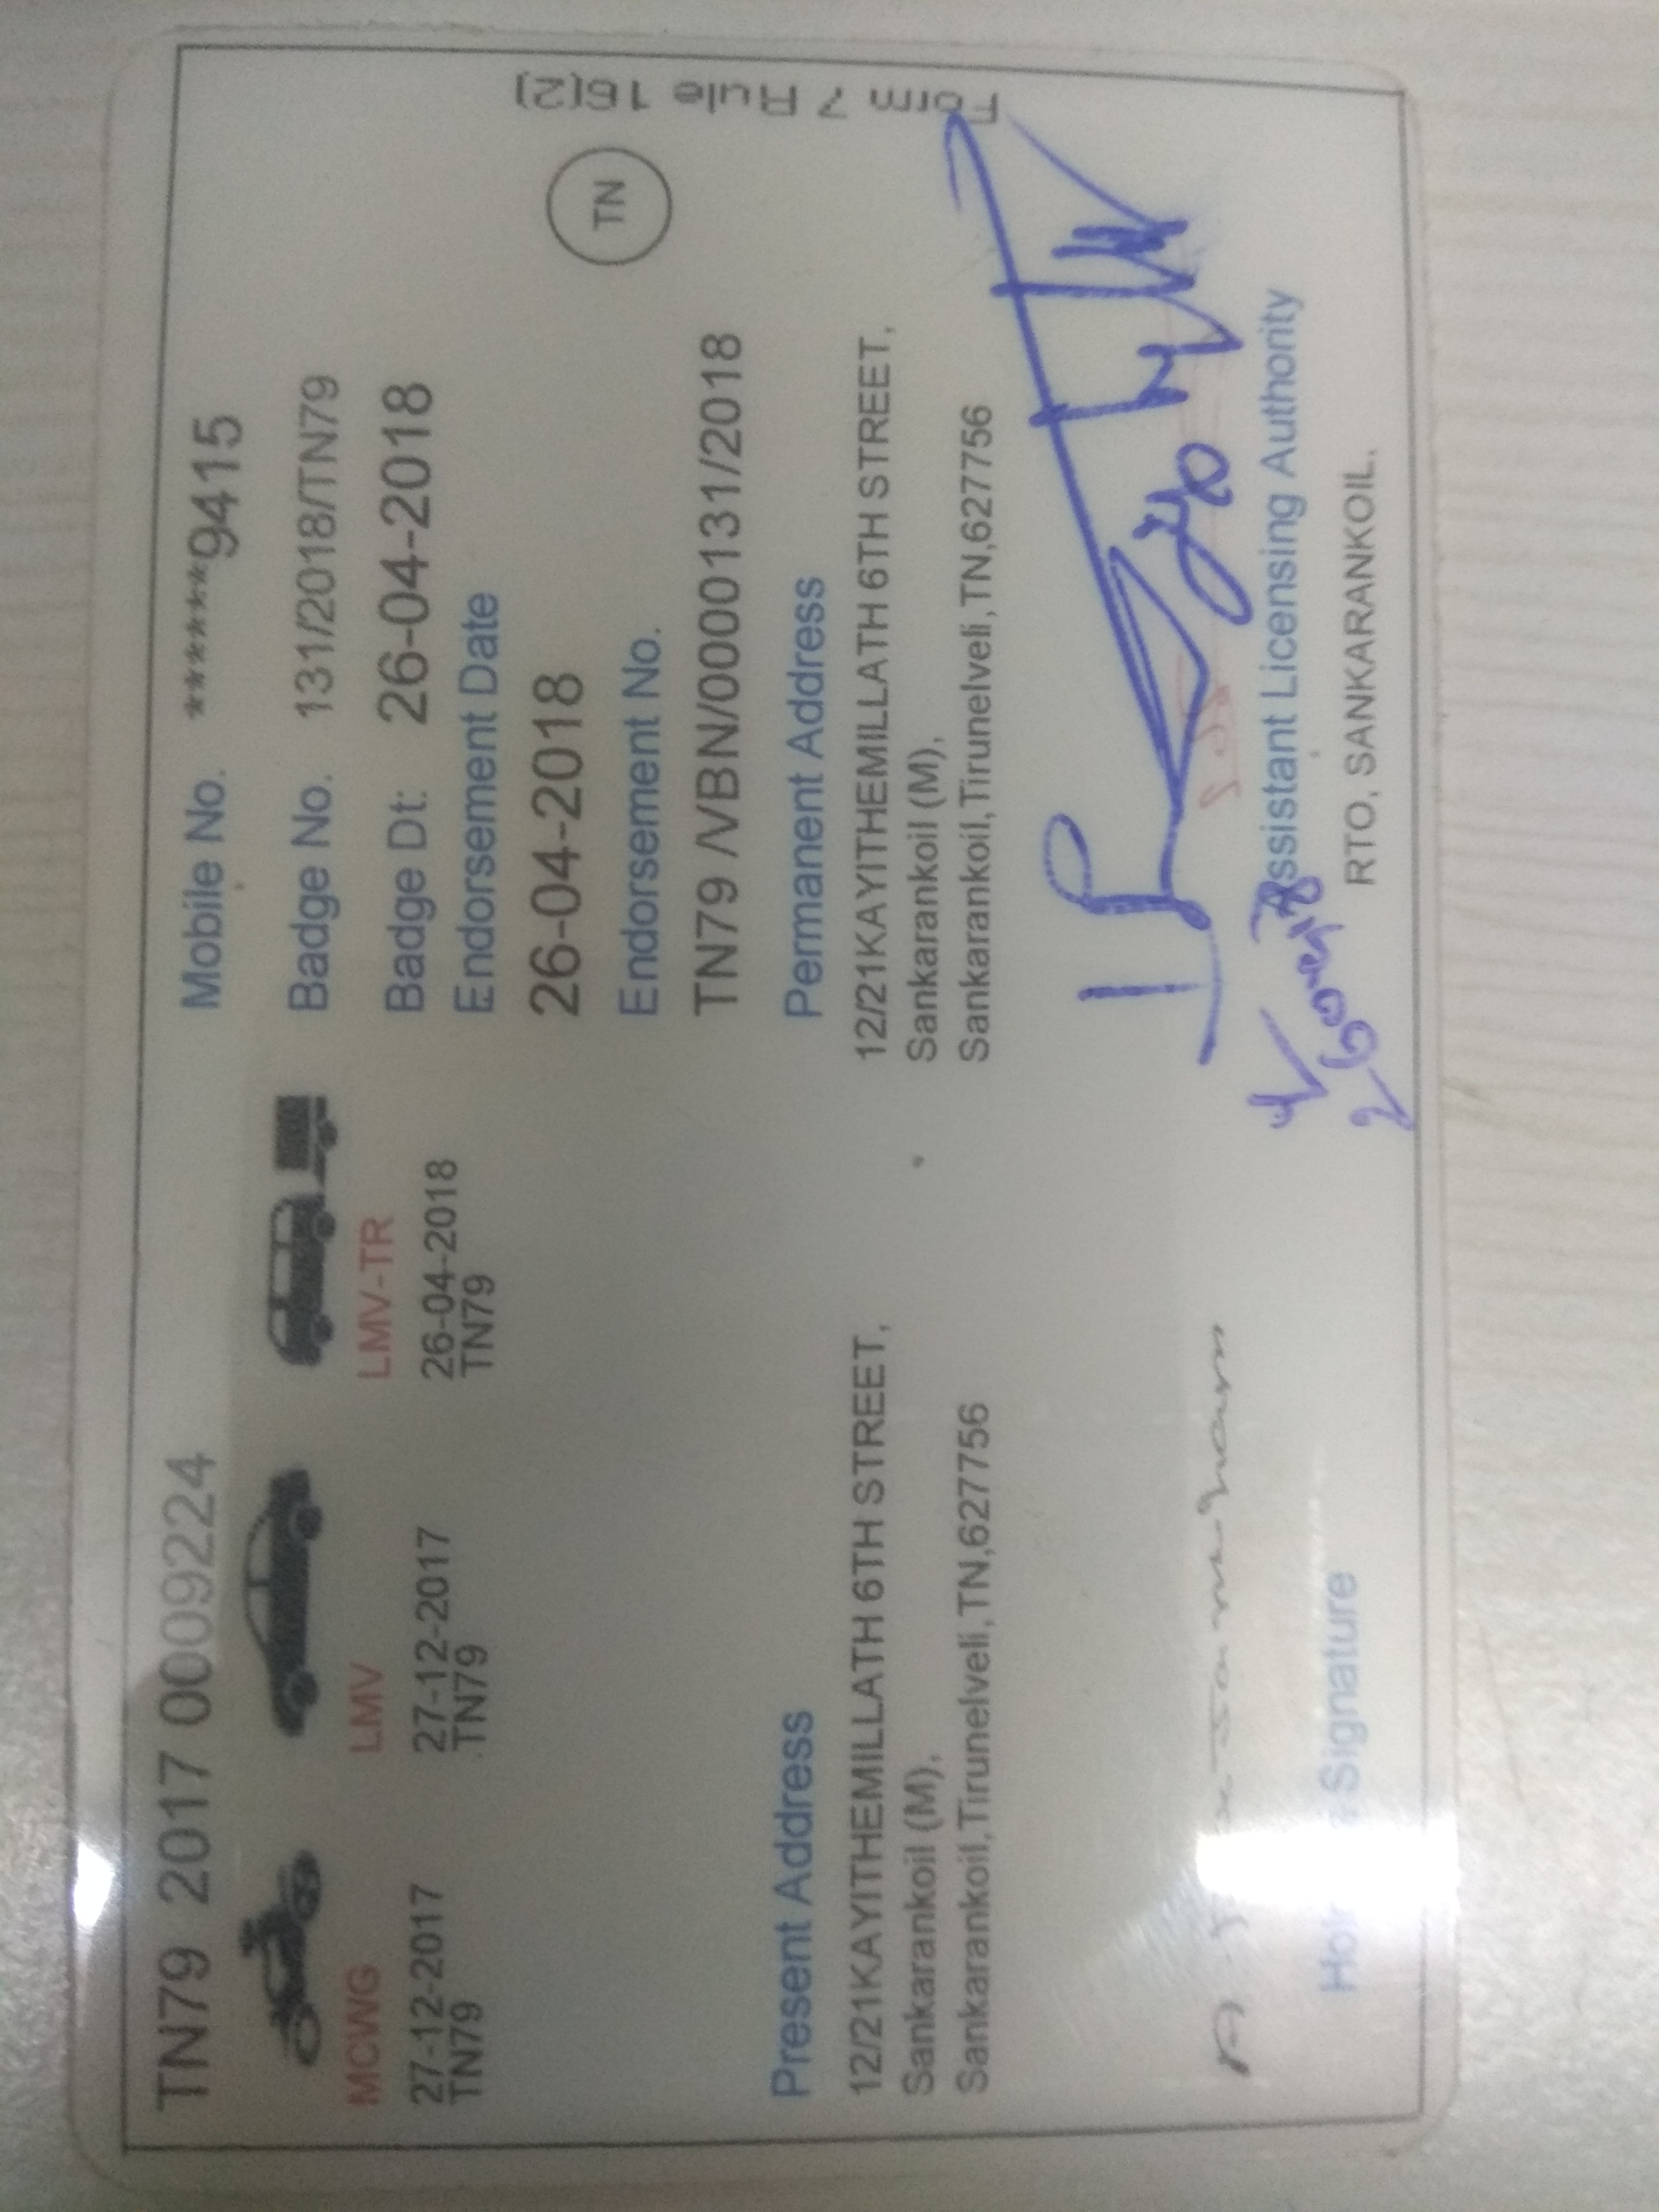 TN79 2017 0009224
MCWG
27-12-2017
TN79
LMV
27-12-2017
TN79
LMV-TR
26-04-2018
TN79
Mobile No. ******9415
Badge No. 131/2018/TN79
Badge Dt: 26-04-2018
Endorsement Date
26-04-2018
Endorsement No.
TN79 /VBN/0000131/2018
TN
Form 7 Rule 16(2)
Present Address
12/21KAYITHEMILLATH 6TH STREET,
Sankarankoil (M),
Sankarankoil,Tirunelveli,TN,627756
Permanent Address
12/21KAYITHEMILLATH 6TH STREET,
Sankarankoil (M),
Sankarankoil,Tirunelveli,TN,627756
Signature
Assistant Licensing Authority
RTO, SANKARANKOIL.